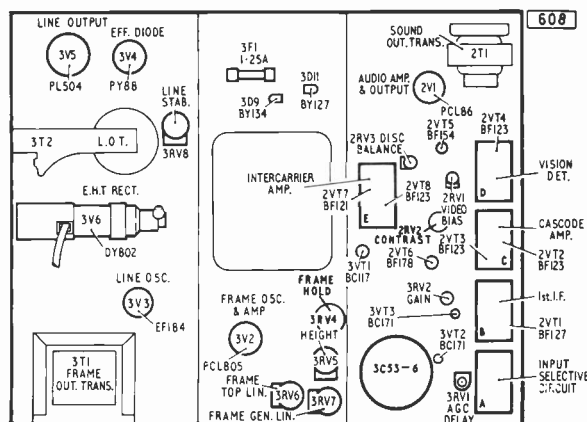 608
LINE OUTPUT
3V5
PL504
EFF. DIODE
3V4
PY88
LINE
STAB.
3RV8
3T2
L.O.T.
E.H.T RECT.
3V6
DY802
LINE OSC.
3V3
EF184
3T1
FRAME
OUT. TRANS.
3F1
1·25A
3D11
BY127
3D9
BY134
INTERCARRIER
AMP.
FRAME OSC.
& AMP
3V2
PCL805
FRAME
HOLD
3RV4
HEIGHT
3RV5
FRAME
TOP LIN.
3RV6
3RV7
FRAME GEN. LIN.
SOUND
OUT. TRANS.
2T1
AUDIO AMP.
& OUTPUT
2V1
PCL86
2VT5
BF154
2RV3 DISC
BALANCE
2VT4
BF123
D
VISION
DET.
2VT7
BF121
2VT8
BF123
E
2RV1
VIDEO
BIAS
2RV2
CONTRAST
2VT3
BF123
CASCODE
AMP.
C
2VT2
BF123
3VT1
BC117
2VT6
BF178
3RV2
GAIN
3VT3
BC171
1st. I.F.
B
2VT1
BF127
3VT2
BC171
3C53-6
3RV1
AGC
DELAY
A
INPUT
SELECTIVE
CIRCUIT